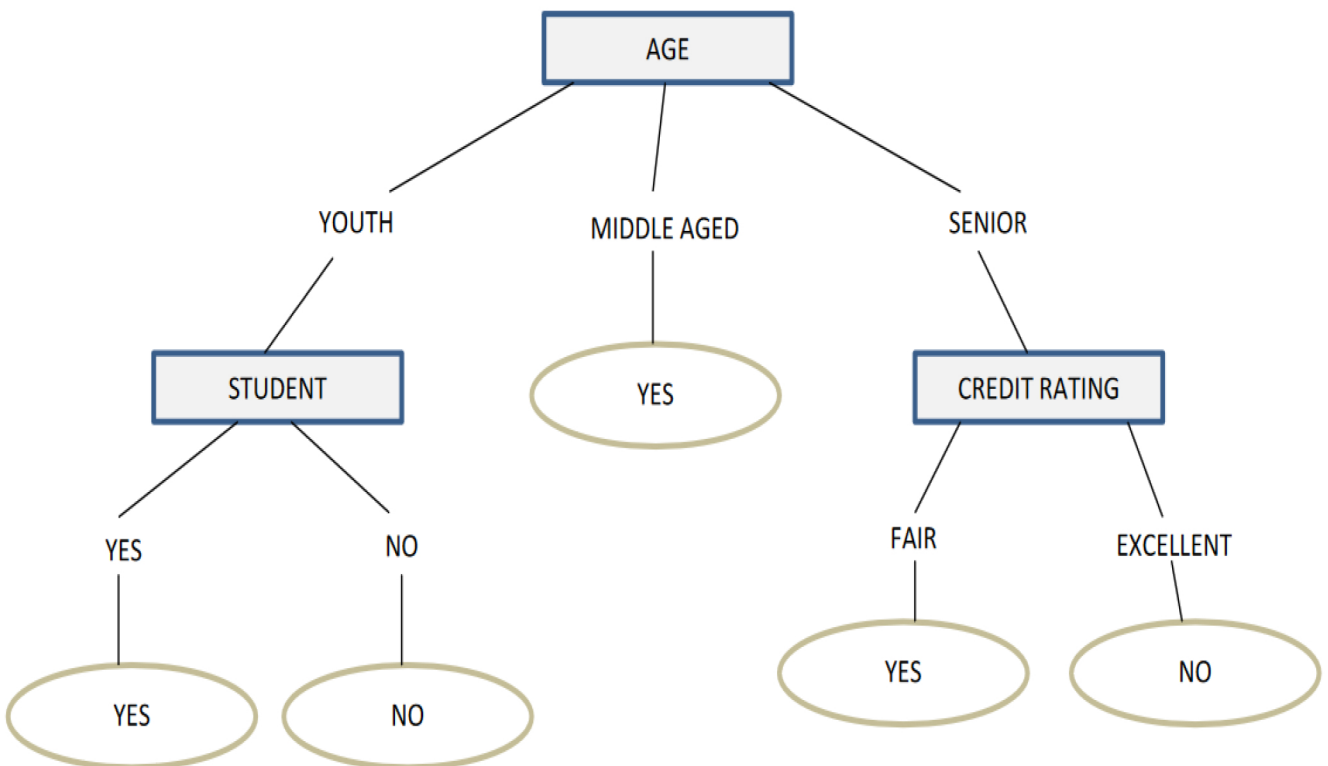 AGE
YOUTH
MIDDLE AGED
SENIOR
STUDENT
YES
CREDIT RATING
YES
NO
FAIR
EXCELLENT
YES
NO
YES
NO